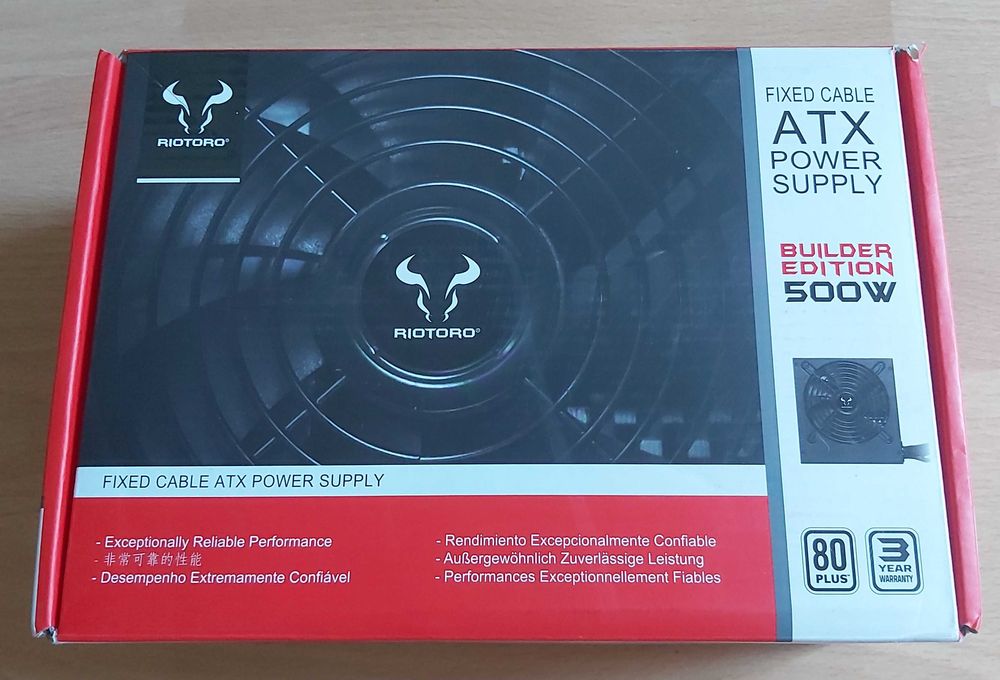 RIOTORO®
RIOTORO®
FIXED CABLE
ATX
POWER
SUPPLY
BUILDER
EDITION
500W
FIXED CABLE ATX POWER SUPPLY
- Exceptionally Reliable Performance
- 非常可靠的性能
- Desempenho Extremamente Confiável
- Rendimiento Excepcionalmente Confiable
- Außergewöhnlich Zuverlässige Leistung
- Performances Exceptionnellement Fiables
80
PLUS
3
YEAR
WARRANTY